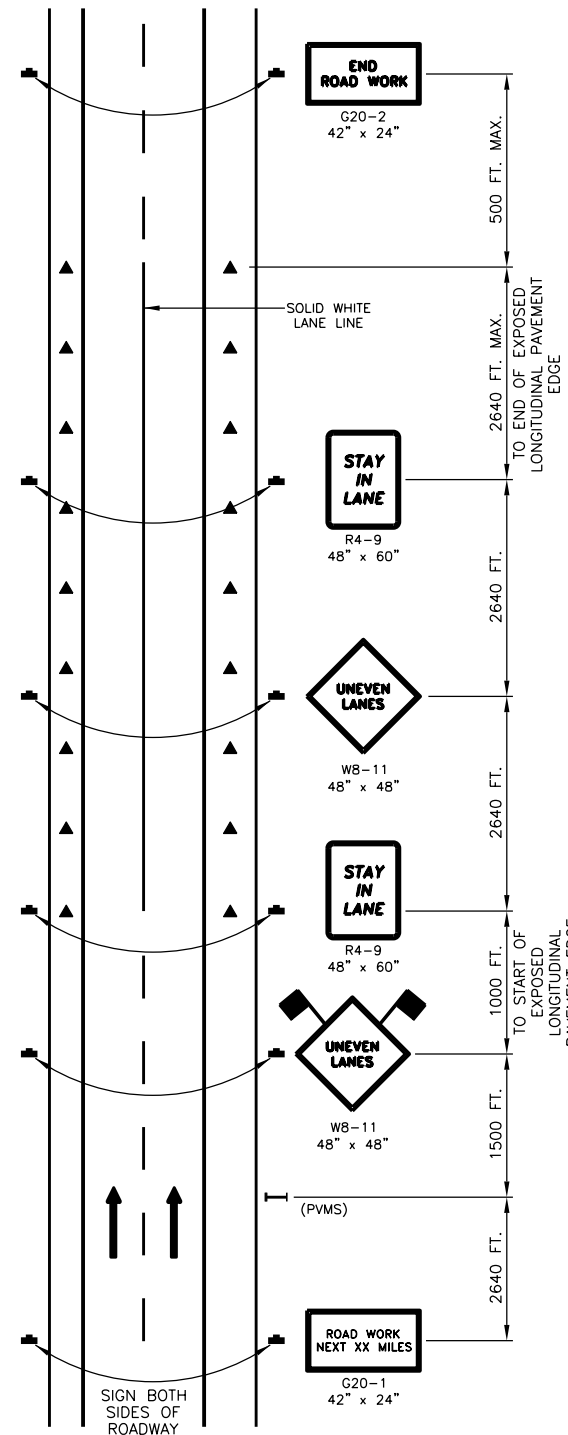 END
ROAD WORK
G20-2
42" x 24"
500 FT. MAX.
SOLID WHITE
LANE LINE
2640 FT. MAX.
TO END OF EXPOSED
LONGITUDINAL PAVEMENT
EDGE
STAY
IN
LANE
R4-9
48" x 60"
2640 FT.
UNEVEN
LANES
W8-11
48" x 48"
2640 FT.
STAY
IN
LANE
R4-9
48" x 60"
1000 FT.
TO START OF
EXPOSED
LONGITUDINAL
PAVEMENT EDGE
UNEVEN
LANES
W8-11
48" x 48"
1500 FT.
(PVMS)
2640 FT.
ROAD WORK
NEXT XX MILES
G20-1
42" x 24"
SIGN BOTH
SIDES OF
ROADWAY